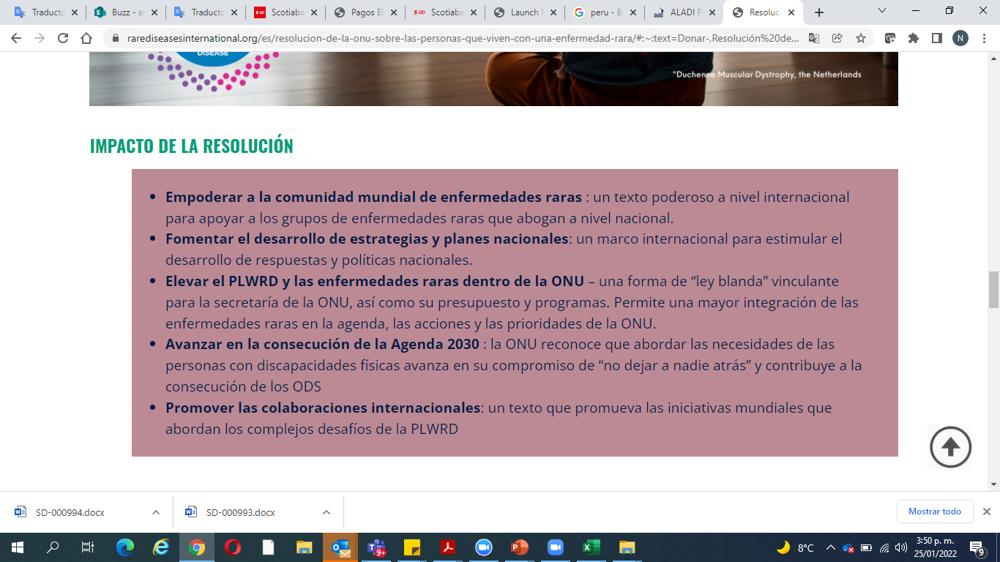 Traducto
Buzz - se
Traducto
Scotiaba
Pagos El
Scotiaba
Launch
peru - B
ALADI P
Resoluci
rarediseasesinternational.org/es/resolucion-de-la-onu-sobre-las-personas-que-viven-con-una-enfermedad-rara/#:~:text=Donar-,Resolución%20de...
N
DISEASE
"Duchenne Muscular Dystrophy, the Netherlands
IMPACTO DE LA RESOLUCIÓN
• Empoderar a la comunidad mundial de enfermedades raras : un texto poderoso a nivel internacional
para apoyar a los grupos de enfermedades raras que abogan a nivel nacional.
• Fomentar el desarrollo de estrategias y planes nacionales: un marco internacional para estimular el
desarrollo de respuestas y políticas nacionales.
• Elevar el PLWRD y las enfermedades raras dentro de la ONU – una forma de “ley blanda” vinculante
para la secretaría de la ONU, así como su presupuesto y programas. Permite una mayor integración de las
enfermedades raras en la agenda, las acciones y las prioridades de la ONU.
• Avanzar en la consecución de la Agenda 2030 : la ONU reconoce que abordar las necesidades de las
personas con discapacidades físicas avanza en su compromiso de “no dejar a nadie atrás” y contribuye a la
consecución de los ODS
• Promover las colaboraciones internacionales: un texto que promueva las iniciativas mundiales que
abordan los complejos desafíos de la PLWRD
SD-000994.docx
SD-000993.docx
Mostrar todo
9+
8°C
3:50 p. m.
25/01/2022
9